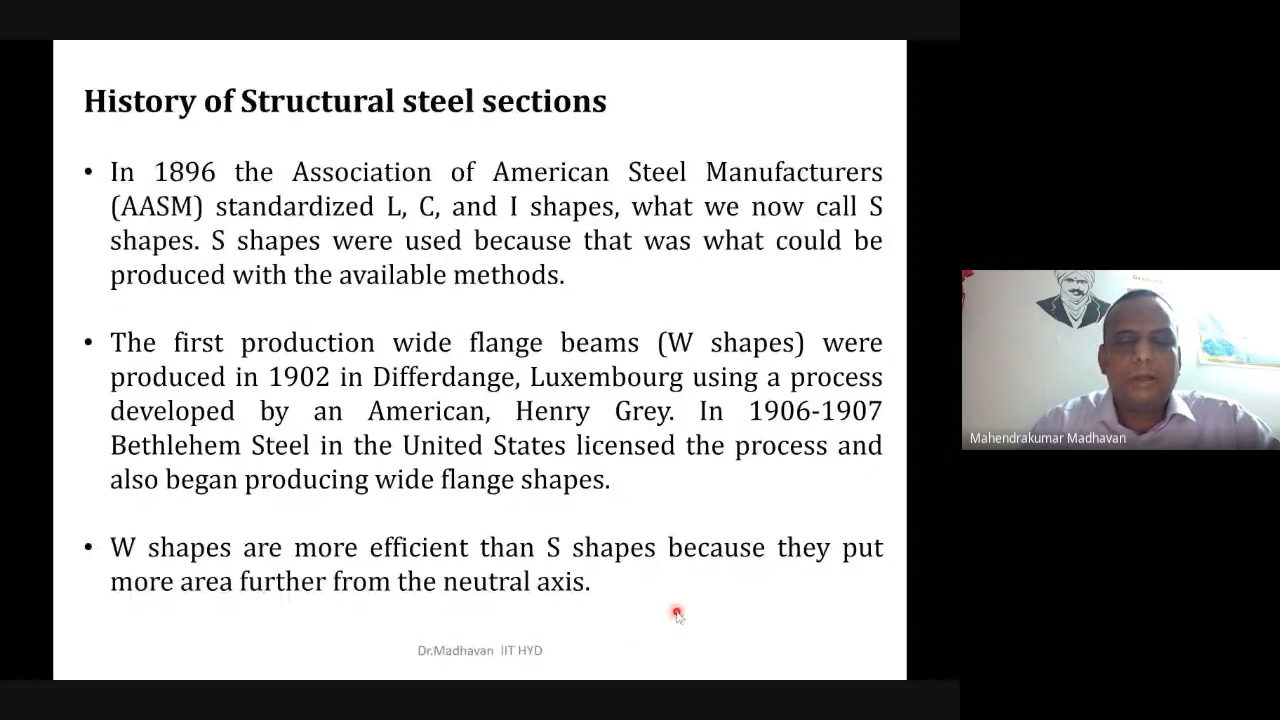 History of Structural steel sections
• In 1896 the Association of American Steel Manufacturers
(AASM) standardized L, C, and I shapes, what we now call S
shapes. S shapes were used because that was what could be
produced with the available methods.
• The first production wide flange beams (W shapes) were
produced in 1902 in Differdange, Luxembourg using a process
developed by an American, Henry Grey. In 1906-1907
Bethlehem Steel in the United States licensed the process and
also began producing wide flange shapes.
• W shapes are more efficient than S shapes because they put
more area further from the neutral axis.
Dr.Madhavan IIT HYD
Mahendrakumar Madhavan